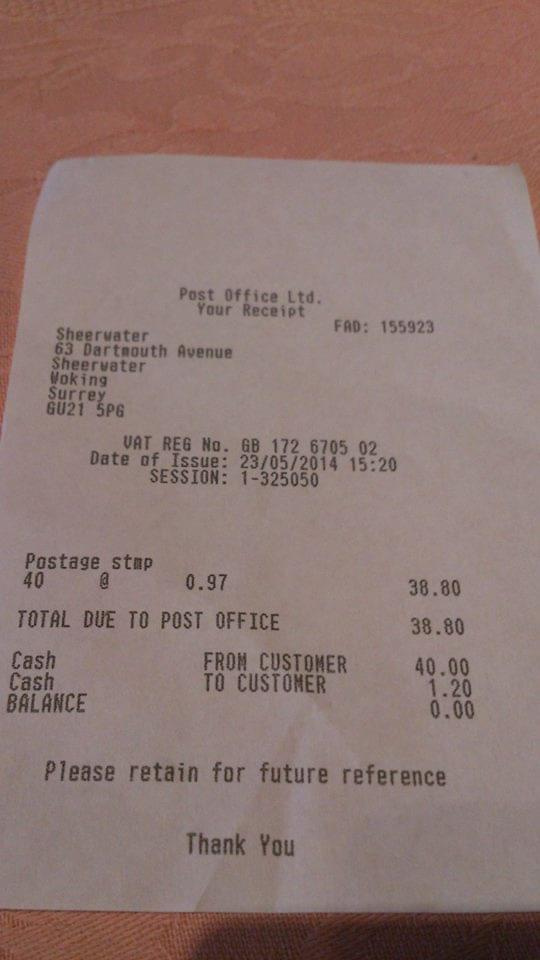 Post Office Ltd.
Your Receipt
FAD: 155923
Sheerwater
63 Dartmouth Avenue
Sheerwater
Woking
Surrey
GU21 5PG
VAT REG No. GB 172 6705 02
Date of Issue: 23/05/2014 15:20
SESSION: 1-325050
Postage stmp
40 @ 0.97 38.80
TOTAL DUE TO POST OFFICE 38.80
Cash FROM CUSTOMER 40.00
Cash TO CUSTOMER 1.20
BALANCE 0.00
Please retain for future reference
Thank You